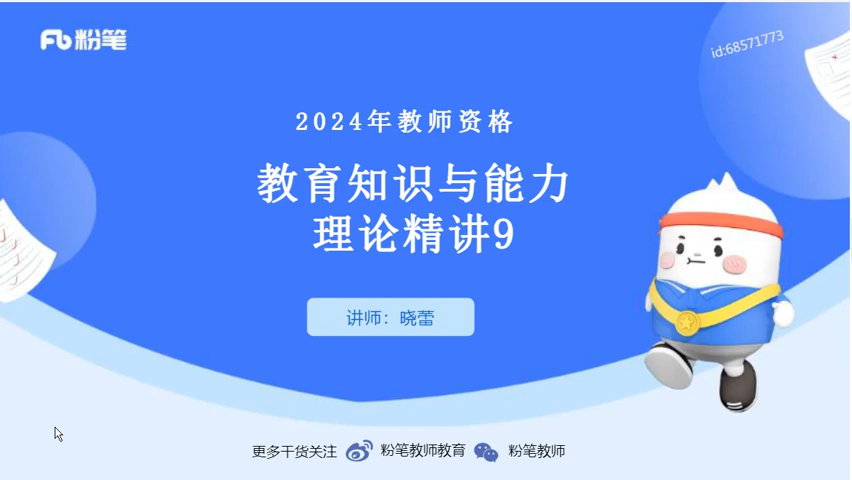 Fb粉笔
id:68571773
2024年教师资格
教育知识与能力
理论精讲9
讲师：晓蕾
更多干货关注 粉笔教师教育 粉笔教师